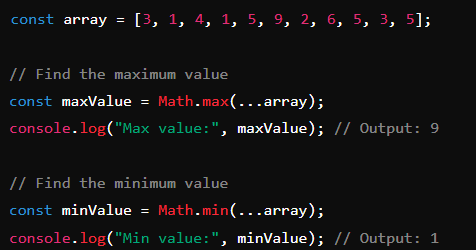 const array = [3, 1, 4, 1, 5, 9, 2, 6, 5, 3, 5];
// Find the maximum value
const maxValue = Math.max(...array);
console.log("Max value:", maxValue); // Output: 9
// Find the minimum value
const minValue = Math.min(...array);
console.log("Min value:", minValue); // Output: 1